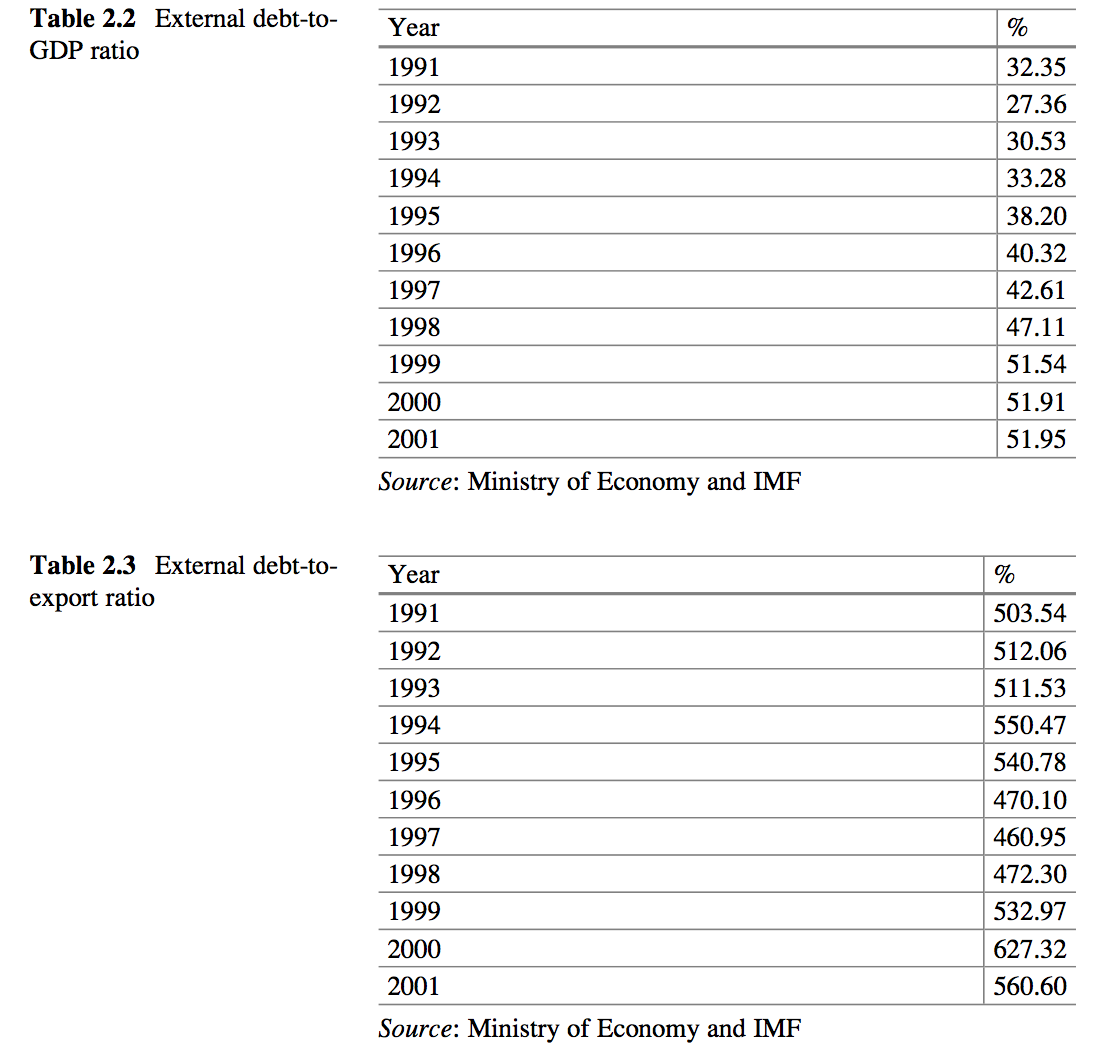 Table 2.2 External debt-to-
GDP ratio
Year %
1991 32.35
1992 27.36
1993 30.53
1994 33.28
1995 38.20
1996 40.32
1997 42.61
1998 47.11
1999 51.54
2000 51.91
2001 51.95
Source: Ministry of Economy and IMF
Table 2.3 External debt-to-
export ratio
Year %
1991 503.54
1992 512.06
1993 511.53
1994 550.47
1995 540.78
1996 470.10
1997 460.95
1998 472.30
1999 532.97
2000 627.32
2001 560.60
Source: Ministry of Economy and IMF